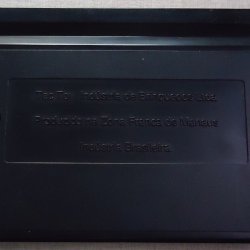 Tec Toy Indústria de Brinquedos Ltda.
Produzido na Zona Franca de Manaus
Indústria Brasileira